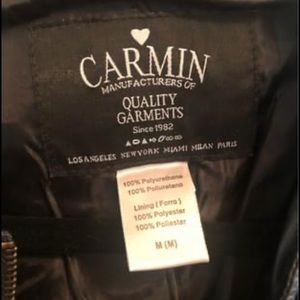 CARMIN
MANUFACTURERS OF
QUALITY
GARMENTS
Since 1982
LOS ANGELES NEW YORK MIAMI MILAN PARIS
100% Polyurethane
100% Poliuretano
Lining ( Forro )
100% Polyester
100% Poliester
M (M)